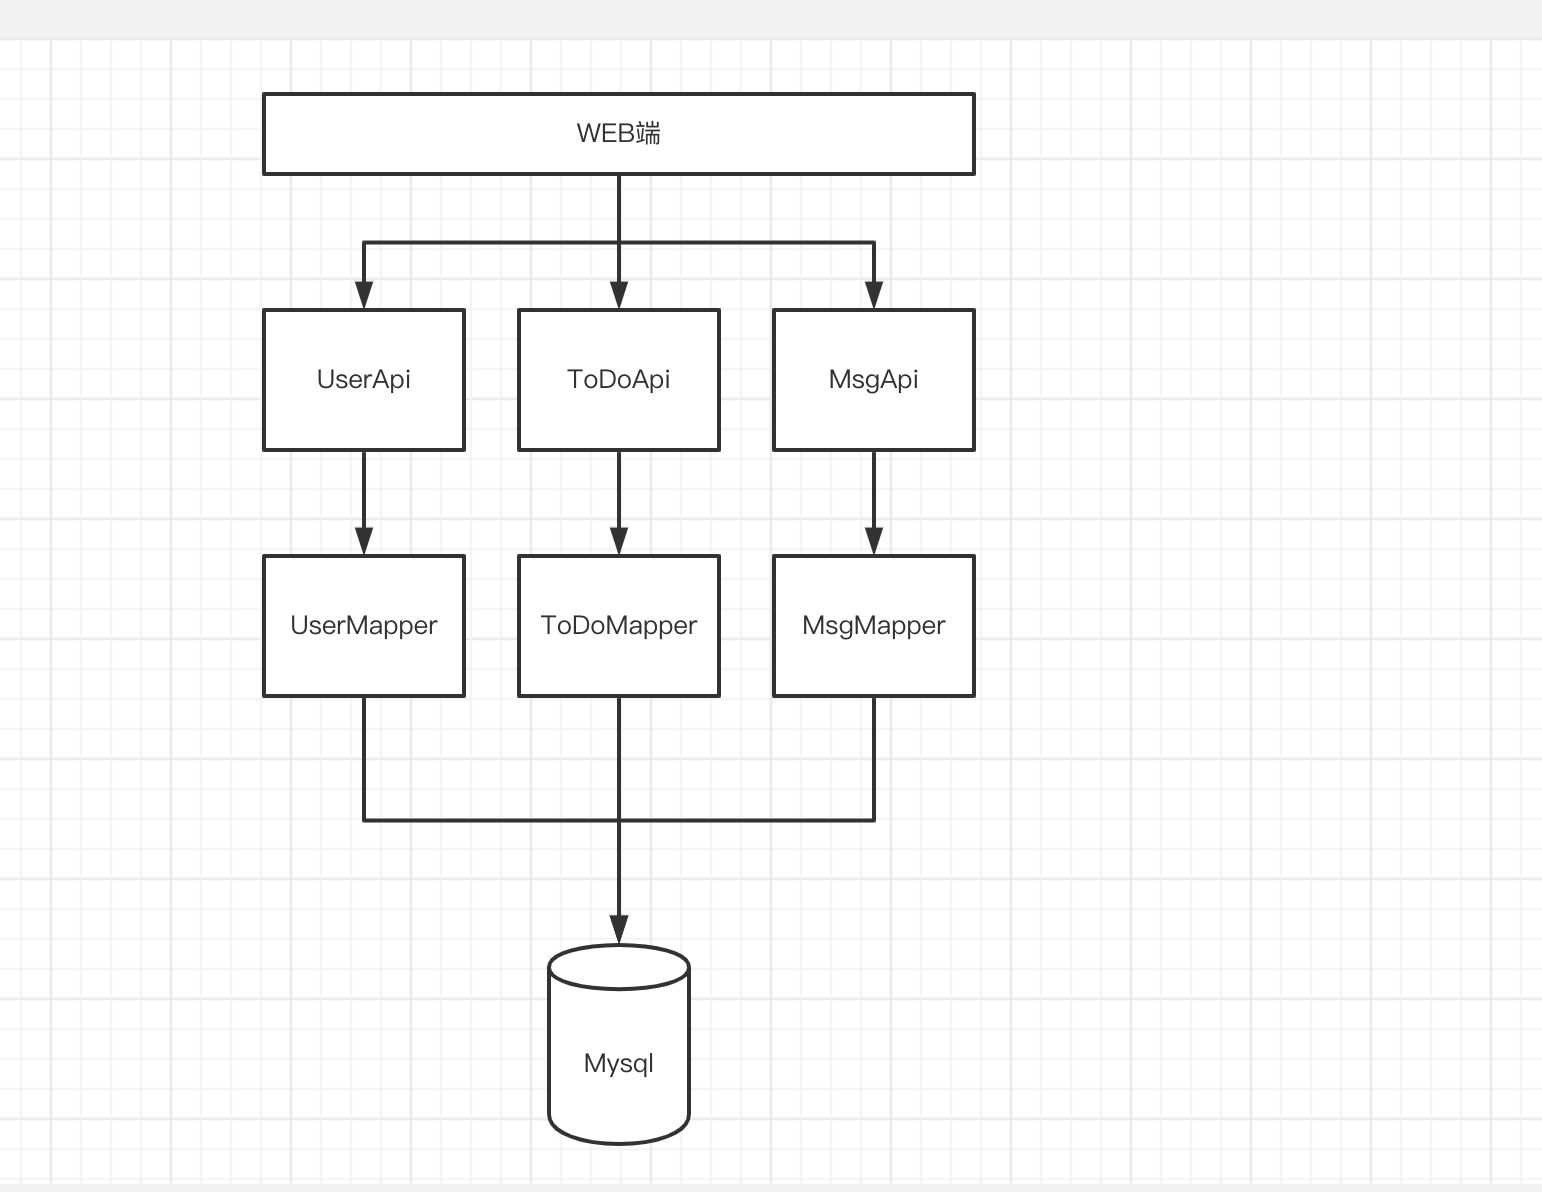 WEB端
UserApi
ToDoApi
MsgApi
UserMapper
ToDoMapper
MsgMapper
Mysql